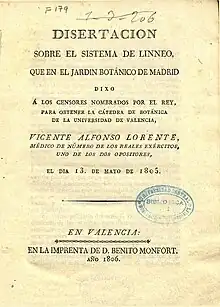 F179
1-3-206
DISERTACION
SOBRE EL SISTEMA DE LINNEO,
QUE EN EL JARDIN BOTÁNICO DE MADRID
DIXO
Á LOS CENSORES NOMBRADOS POR EL REY,
PARA OBTENER LA CÁTEDRA DE BOTÁNICA
DE LA UNIVERSIDAD DE VALENCIA,
VICENTE ALFONSO LORENTE,
MÉDICO DE NÚMERO DE LOS REALES EXÉRCITOS,
UNO DE LOS DOS OPOSITORES,
EL DIA 13. DE MAYO DE 1805.
EN VALENCIA:
EN LA IMPRENTA DE D. BENITO MONFORT.
AÑO 1806.